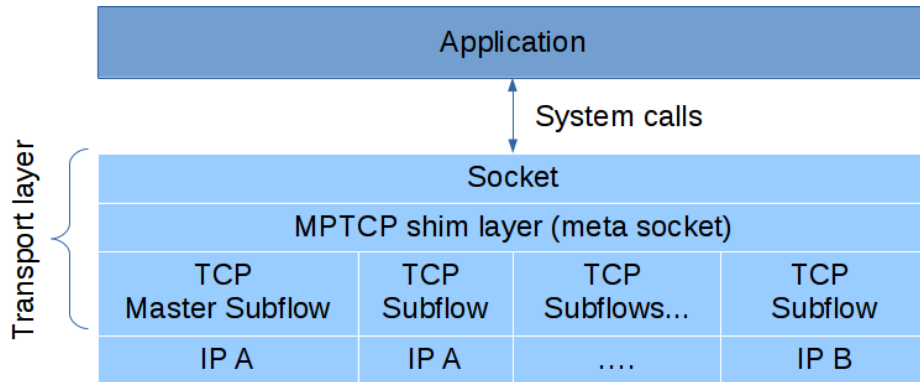 Application
System calls
Transport layer
Socket
MPTCP shim layer (meta socket)
TCP
Master Subflow
TCP
Subflow
TCP
Subflows...
TCP
Subflow
IP A
IP A
....
IP B